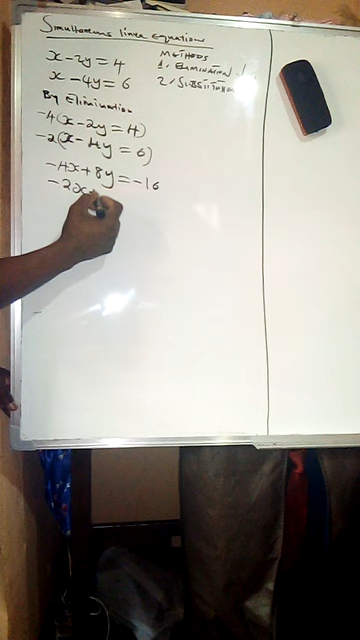 Simultaneous linear Equations
x - 2y = 4
x - 4y = 6
METHODS
1/ ELIMINATION
2/ SUBSTITUTION
By Elimination
-4(x - 2y = 4)
-2(x - 4y = 6)
-4x + 8y = -16
-2x